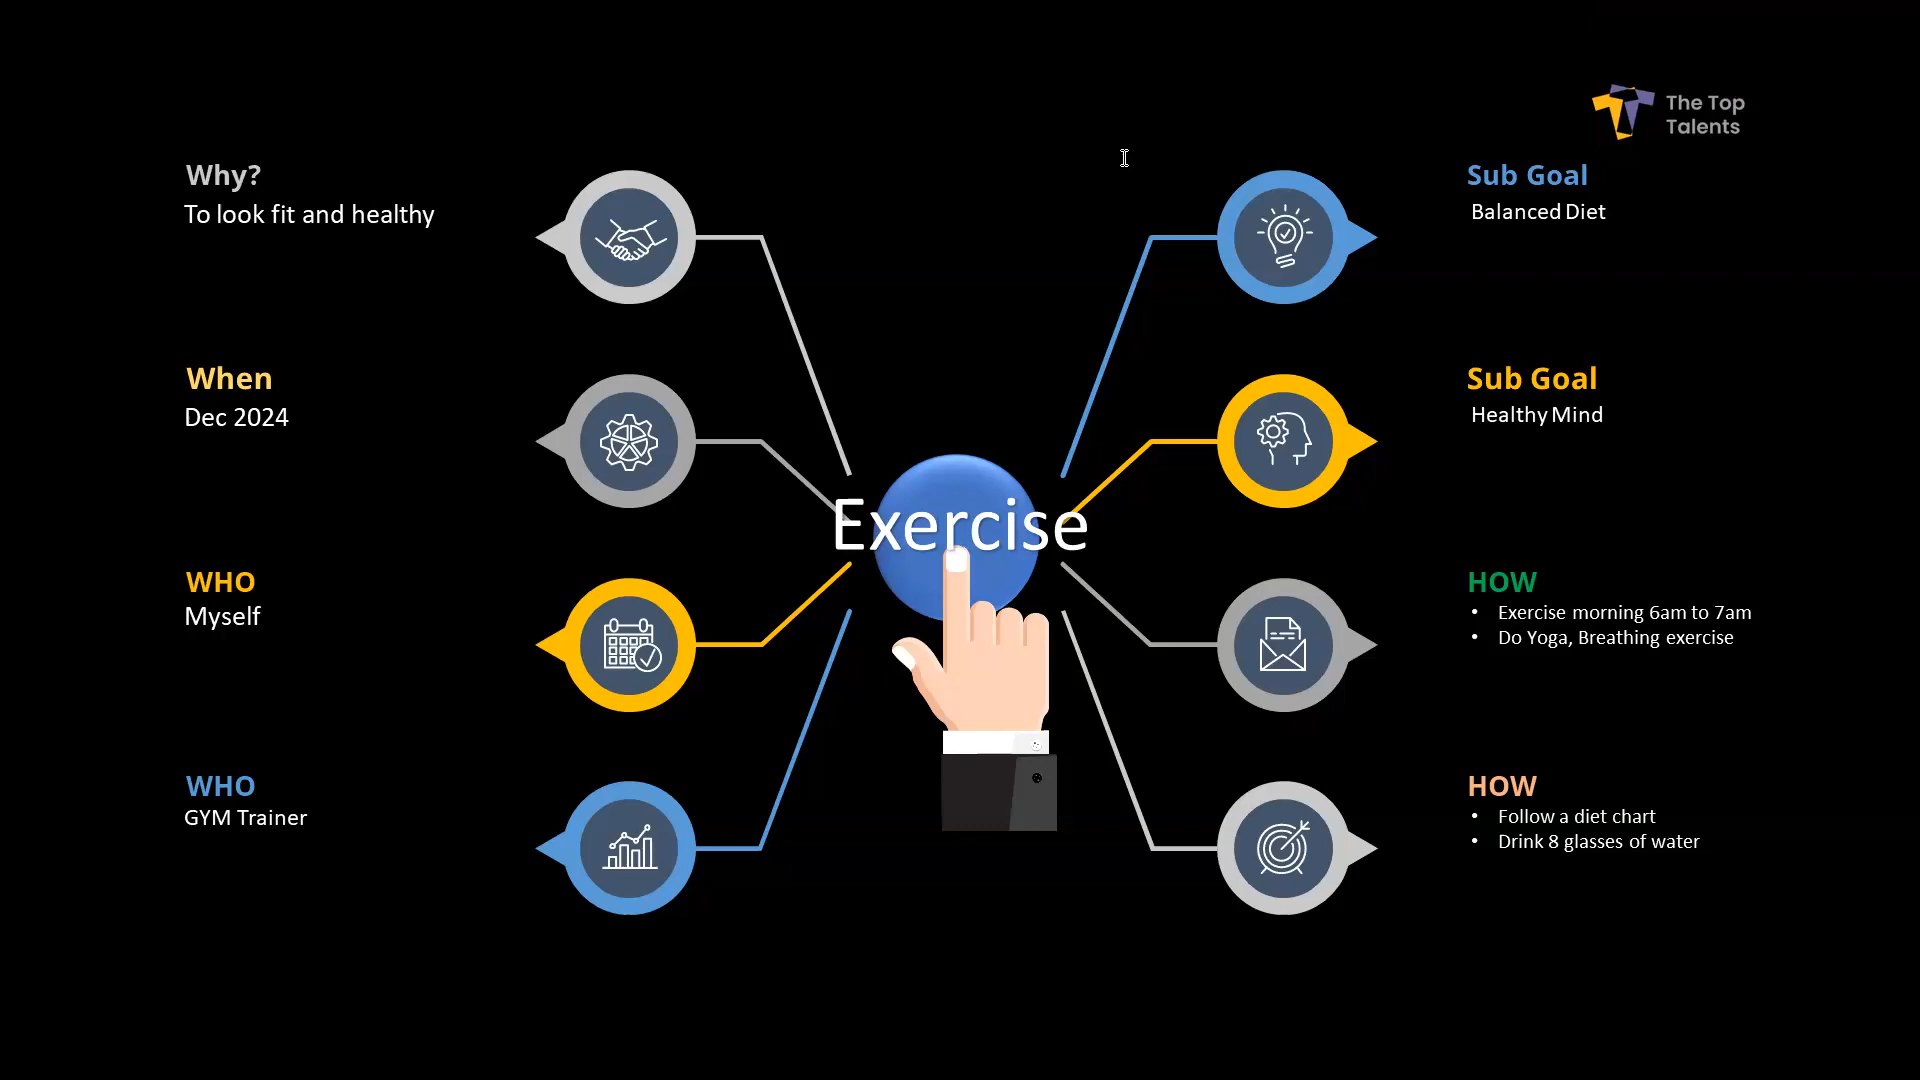 The Top
Talents
Why?
To look fit and healthy
When
Dec 2024
WHO
Myself
WHO
GYM Trainer
Exercise
Sub Goal
Balanced Diet
Sub Goal
Healthy Mind
HOW
• Exercise morning 6am to 7am
• Do Yoga, Breathing exercise
HOW
• Follow a diet chart
• Drink 8 glasses of water